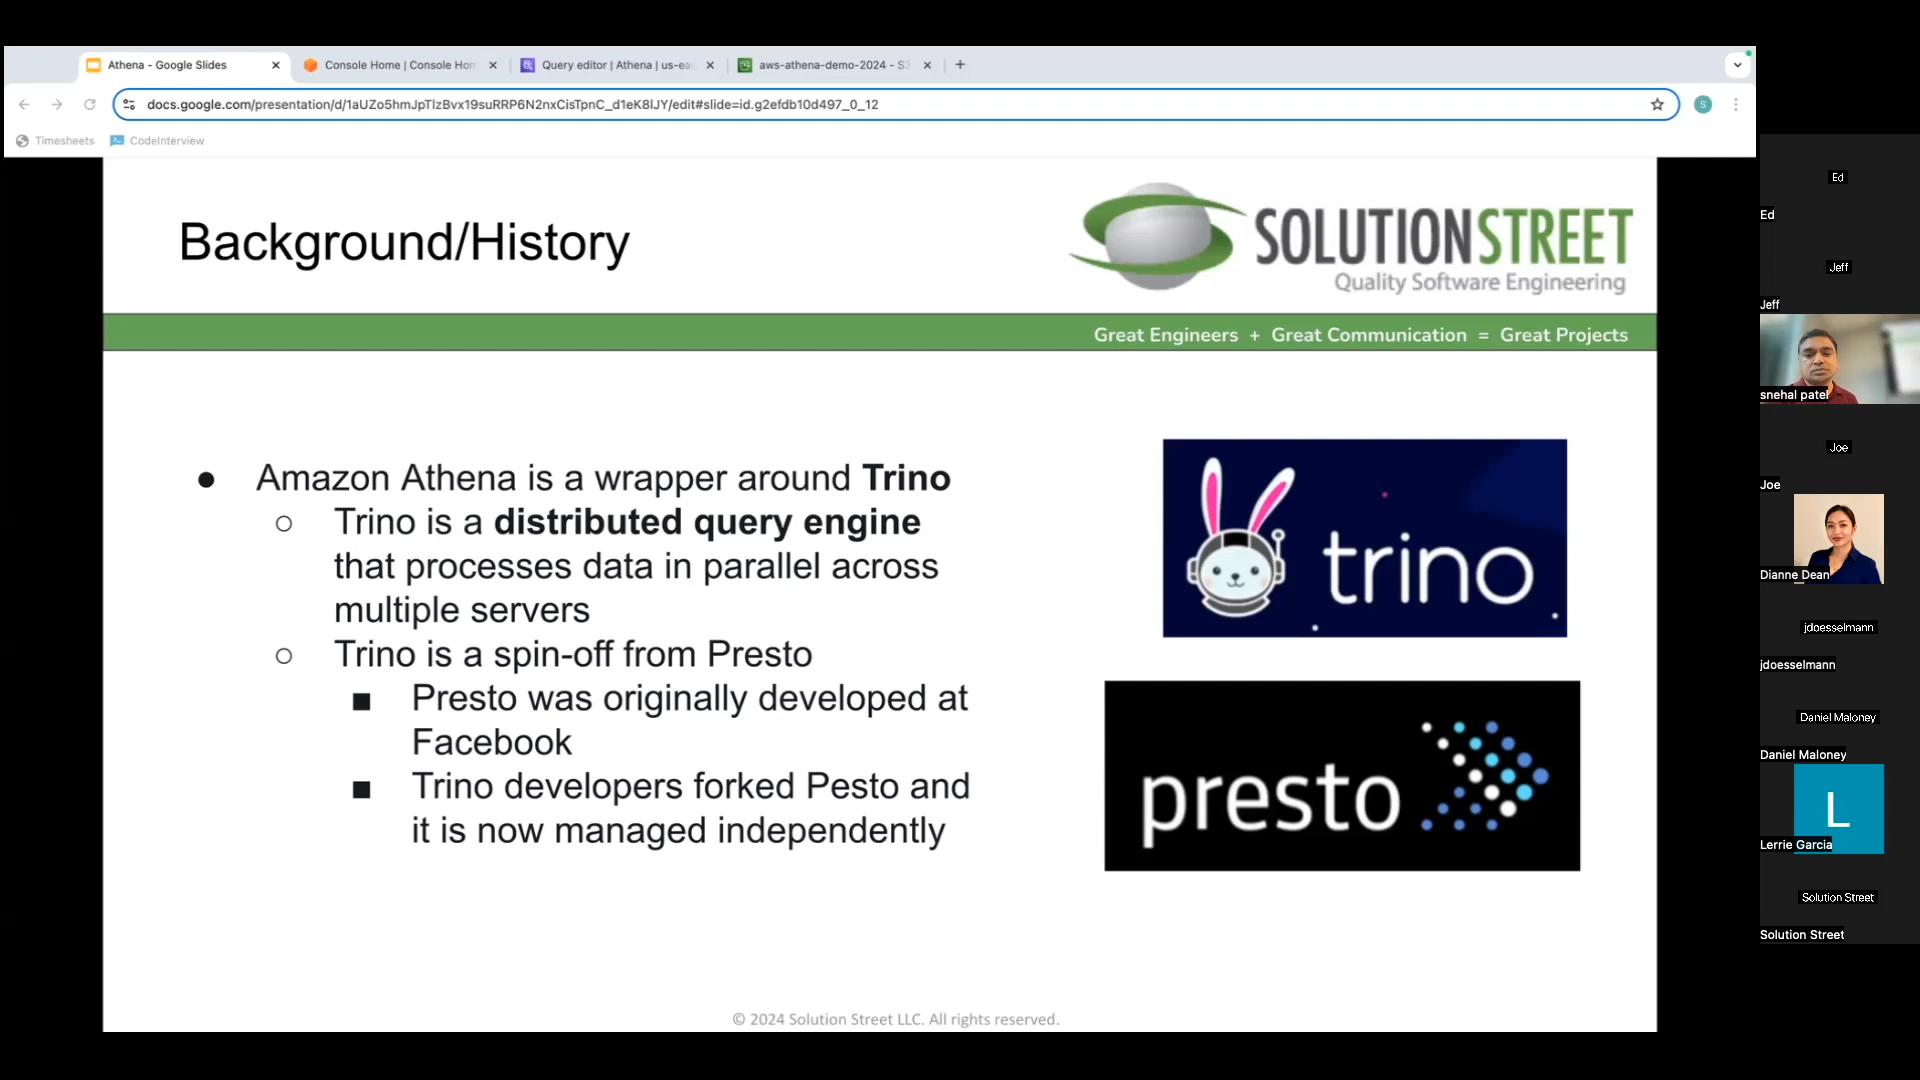 Athena - Google Slides
Console Home | Console Hom
Query editor | Athena | us-ea
aws-athena-demo-2024 - S3
docs.google.com/presentation/d/1aUZo5hmJpTlzBvx19suRRP6N2nxCisTpnC_d1eK8lJY/edit#slide=id.g2efdb10d497_0_12
S
Timesheets
CodeInterview
Background/History
SOLUTIONSTREET
Quality Software Engineering
Great Engineers + Great Communication = Great Projects
● Amazon Athena is a wrapper around Trino
○ Trino is a distributed query engine
that processes data in parallel across
multiple servers
○ Trino is a spin-off from Presto
■ Presto was originally developed at
Facebook
■ Trino developers forked Pesto and
it is now managed independently
trino
presto
© 2024 Solution Street LLC. All rights reserved.
Ed
Ed
Jeff
Jeff
snehal patel
Joe
Joe
Dianne Dean
jdoesselmann
jdoesselmann
Daniel Maloney
Daniel Maloney
L
Lerrie Garcia
Solution Street
Solution Street